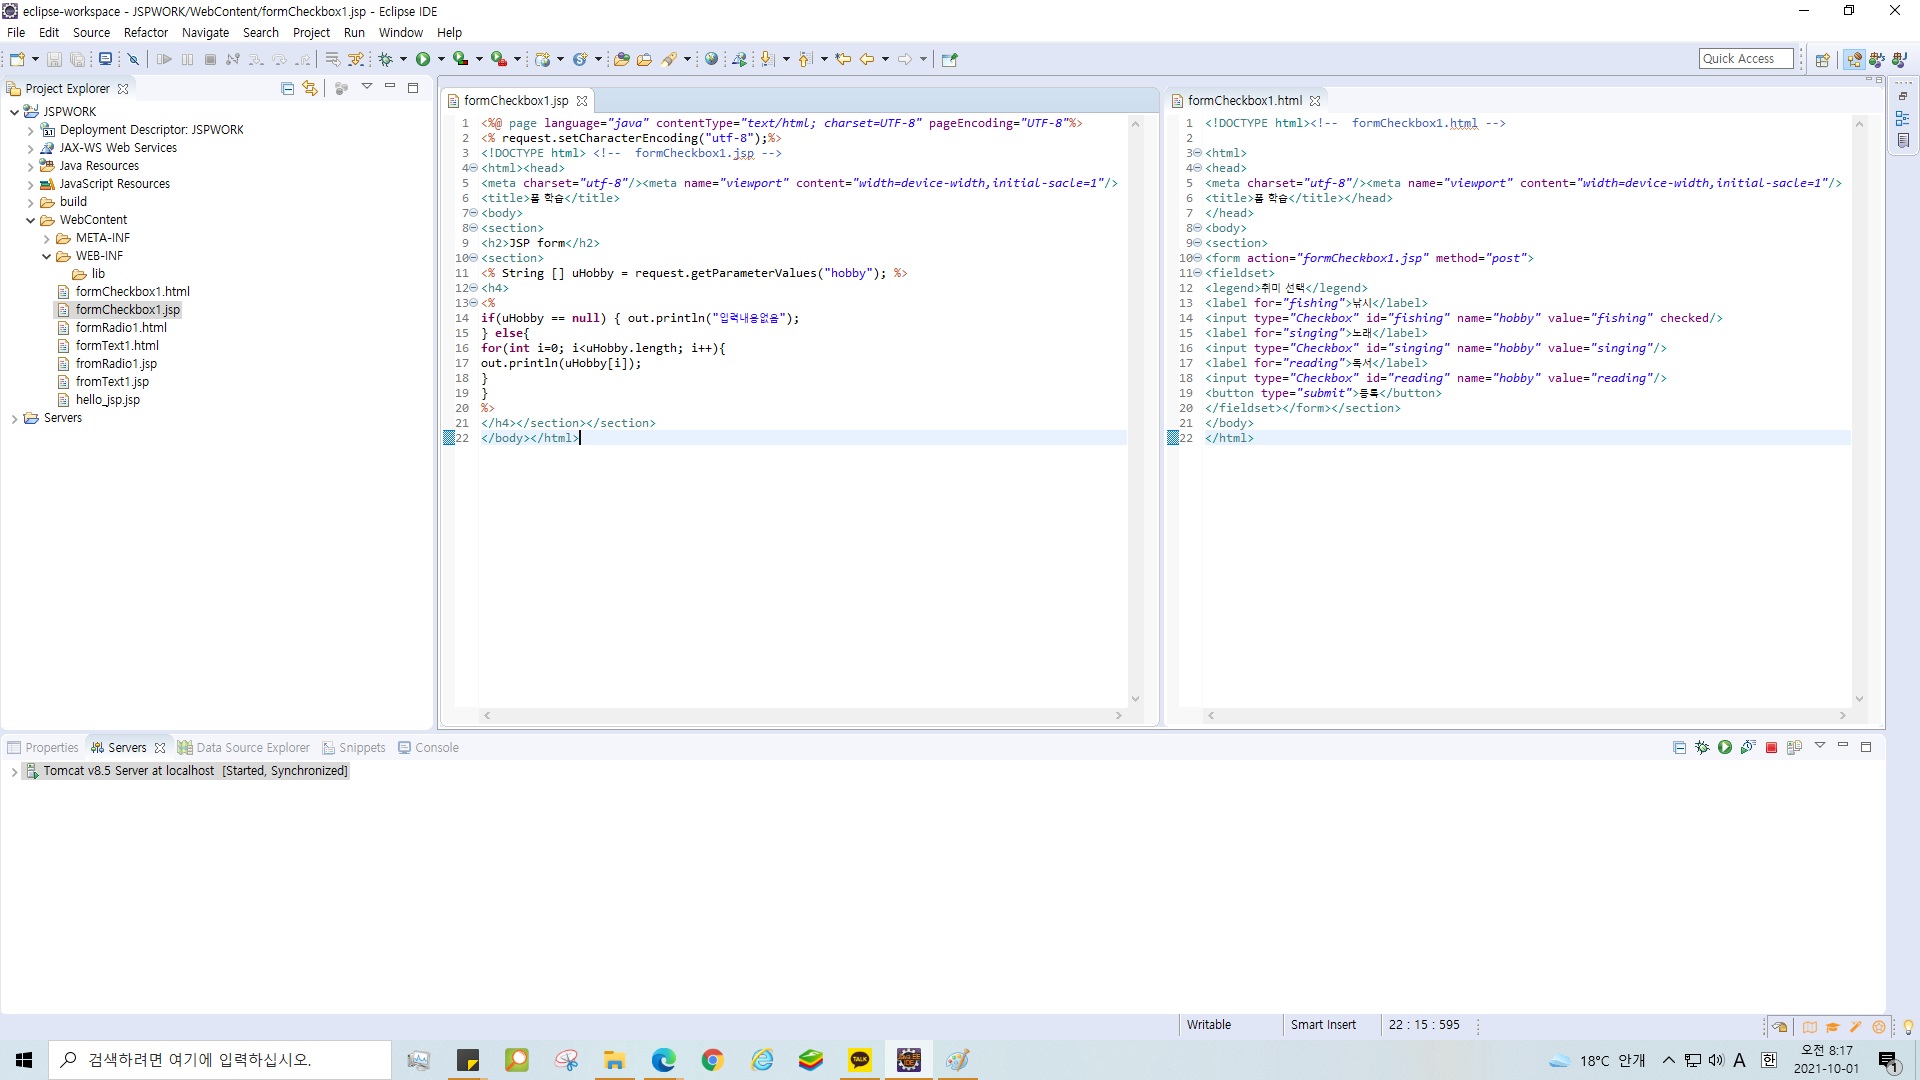 eclipse-workspace - JSPWORK/WebContent/formCheckbox1.jsp - Eclipse IDE
File Edit Source Refactor Navigate Search Project Run Window Help
Quick Access
Project Explorer
JSPWORK
Deployment Descriptor: JSPWORK
JAX-WS Web Services
Java Resources
JavaScript Resources
build
WebContent
META-INF
WEB-INF
lib
formCheckbox1.html
formCheckbox1.jsp
formRadio1.html
formText1.html
fromRadio1.jsp
fromText1.jsp
hello_jsp.jsp
Servers
formCheckbox1.jsp
1 <%@ page language="java" contentType="text/html; charset=UTF-8" pageEncoding="UTF-8"%>
2 <% request.setCharacterEncoding("utf-8");%>
3 <!DOCTYPE html> <!--  formCheckbox1.jsp -->
4 <html><head>
5 <meta charset="utf-8"/><meta name="viewport" content="width=device-width,initial-sacle=1"/>
6 <title>폼 학습</title>
7 <body>
8 <section>
9 <h2>JSP form</h2>
10 <section>
11 <% String [] uHobby = request.getParameterValues("hobby"); %>
12 <h4>
13 <%
14 if(uHobby == null) { out.println("입력내용없음");
15 } else{
16 for(int i=0; i<uHobby.length; i++){
17 out.println(uHobby[i]);
18 }
19 }
20 %>
21 </h4></section></section>
22 </body></html>
formCheckbox1.html
1 <!DOCTYPE html><!--  formCheckbox1.html -->
2
3 <html>
4 <head>
5 <meta charset="utf-8"/><meta name="viewport" content="width=device-width,initial-sacle=1"/>
6 <title>폼 학습</title></head>
7 </head>
8 <body>
9 <section>
10 <form action="formCheckbox1.jsp" method="post">
11 <fieldset>
12 <legend>취미 선택</legend>
13 <label for="fishing">낚시</label>
14 <input type="Checkbox" id="fishing" name="hobby" value="fishing" checked/>
15 <label for="singing">노래</label>
16 <input type="Checkbox" id="singing" name="hobby" value="singing"/>
17 <label for="reading">독서</label>
18 <input type="Checkbox" id="reading" name="hobby" value="reading"/>
19 <button type="submit">등록</button>
20 </fieldset></form></section>
21 </body>
22 </html>
Properties Servers Data Source Explorer Snippets Console
Tomcat v8.5 Server at localhost [Started, Synchronized]
Writable Smart Insert 22 : 15 : 595
검색하려면 여기에 입력하십시오.
TALK
18°C 안개 A 한
오전 8:17
2021-10-01
1